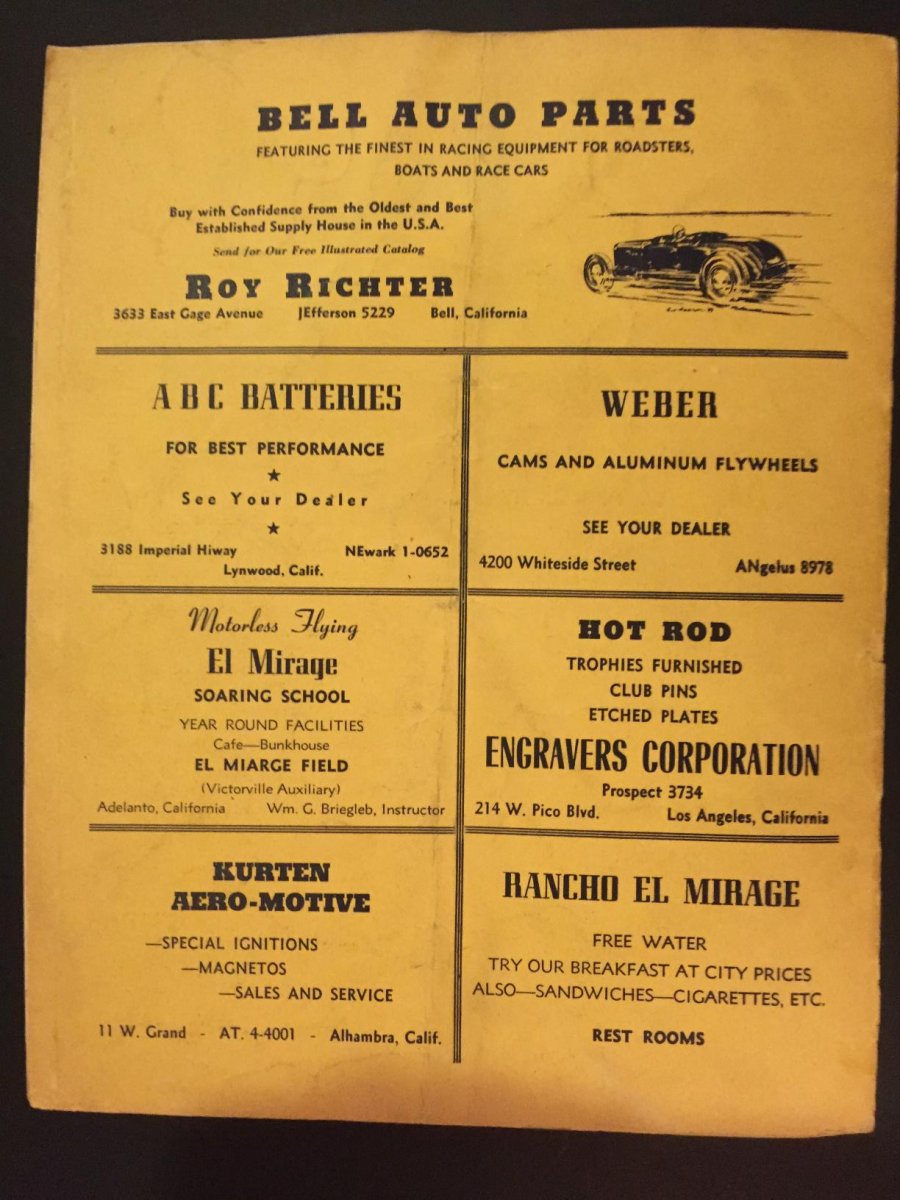 BELL AUTO PARTS
FEATURING THE FINEST IN RACING EQUIPMENT FOR ROADSTERS,
BOATS AND RACE CARS
Buy with Confidence from the Oldest and Best
Established Supply House in the U.S.A.
Send for Our Free Illustrated Catalog
ROY RICHTER
3633 East Gage Avenue JEfferson 5229 Bell, California
A B C BATTERIES
FOR BEST PERFORMANCE
★
See Your Dealer
★
3188 Imperial Hiway NEwark 1-0652
Lynwood, Calif.
WEBER
CAMS AND ALUMINUM FLYWHEELS
SEE YOUR DEALER
4200 Whiteside Street ANgelus 8978
Motorless Flying
El Mirage
SOARING SCHOOL
YEAR ROUND FACILITIES
Cafe—Bunkhouse
EL MIARGE FIELD
(Victorville Auxiliary)
Adelanto, California Wm. G. Briegleb, Instructor
HOT ROD
TROPHIES FURNISHED
CLUB PINS
ETCHED PLATES
ENGRAVERS CORPORATION
Prospect 3734
214 W. Pico Blvd. Los Angeles, California
KURTEN
AERO-MOTIVE
—SPECIAL IGNITIONS
—MAGNETOS
—SALES AND SERVICE
11 W. Grand - AT. 4-4001 - Alhambra, Calif.
RANCHO EL MIRAGE
FREE WATER
TRY OUR BREAKFAST AT CITY PRICES
ALSO—SANDWICHES—CIGARETTES, ETC.
REST ROOMS